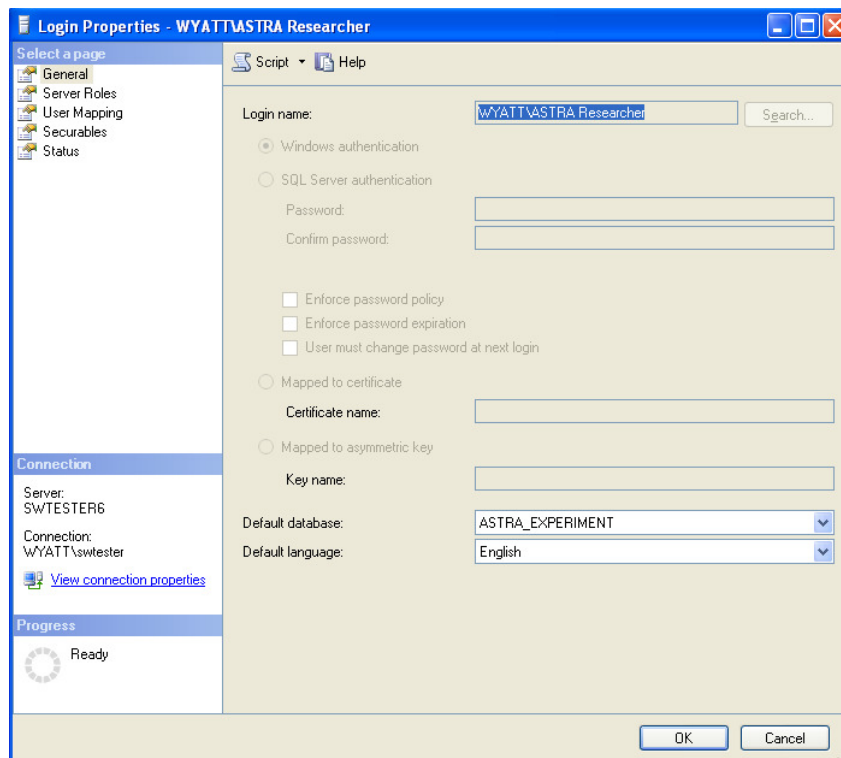 Login Properties - WYATT\ASTRA Researcher
Select a page
General
Server Roles
User Mapping
Securables
Status
Script
Help
Login name:
WYATT\ASTRA Researcher
Search...
Windows authentication
SQL Server authentication
Password:
Confirm password:
Enforce password policy
Enforce password expiration
User must change password at next login
Mapped to certificate
Certificate name:
Mapped to asymmetric key
Key name:
Default database:
ASTRA_EXPERIMENT
Default language:
English
Connection
Server:
SWTESTER6
Connection:
WYATT\swtester
View connection properties
Progress
Ready
OK
Cancel